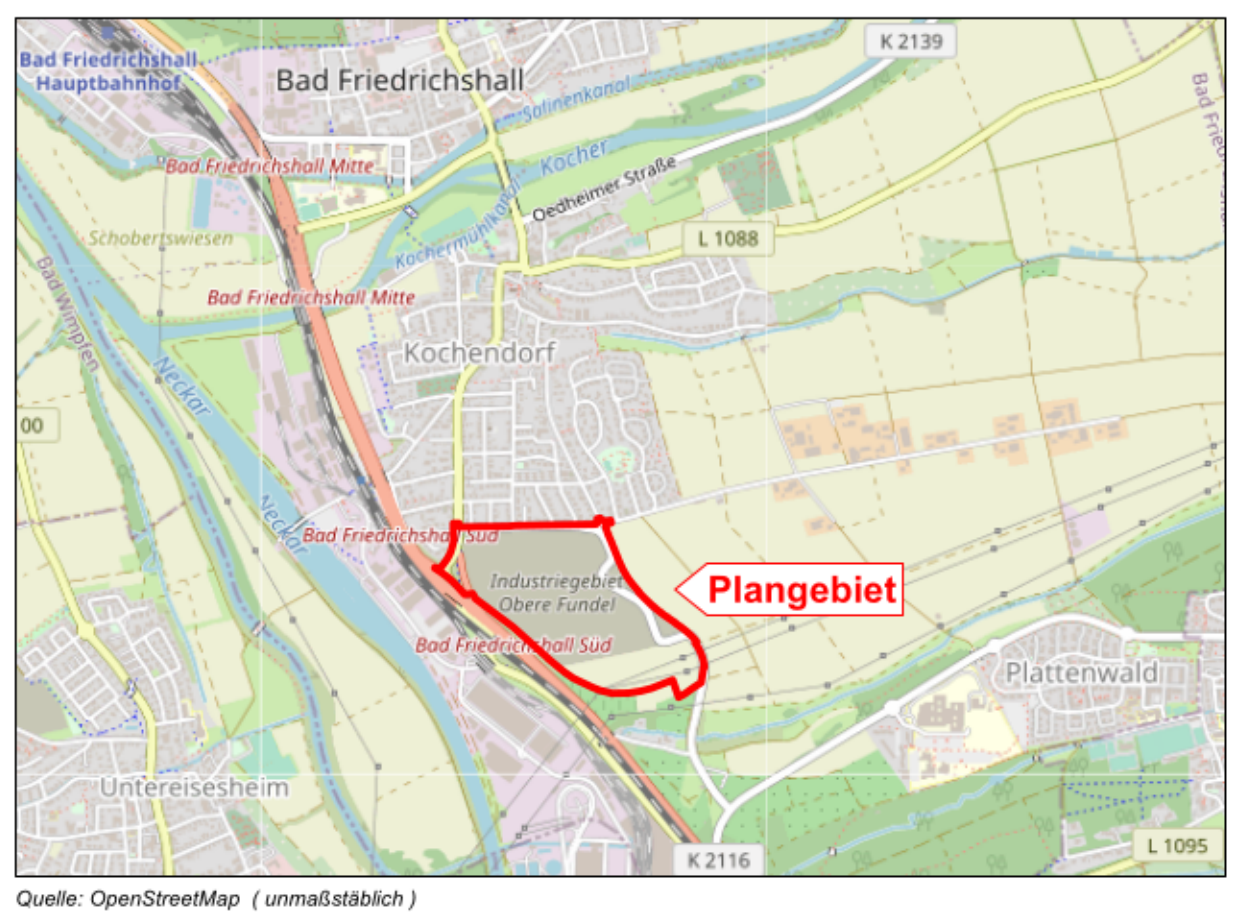 K 2139
Bad Friedrichshall
Hauptbahnhof
Bad Friedrichshall
Salinenkanal
Bad Friedrichshall Mitte
Kocher
Oedheimer Straße
Kochermühlkanal
Schobertswiesen
L 1088
Bad Wimpfen
Bad Friedrichshall Mitte
Kochendorf
Neckar
00
Neckar
Bad Friedrichshall Süd
Industriegebiet
Obere Fundel
Plangebiet
Bad Friedrichshall Süd
Plattenwald
Untereisesheim
K 2116
L 1095
Quelle: OpenStreetMap ( unmaßstäblich )